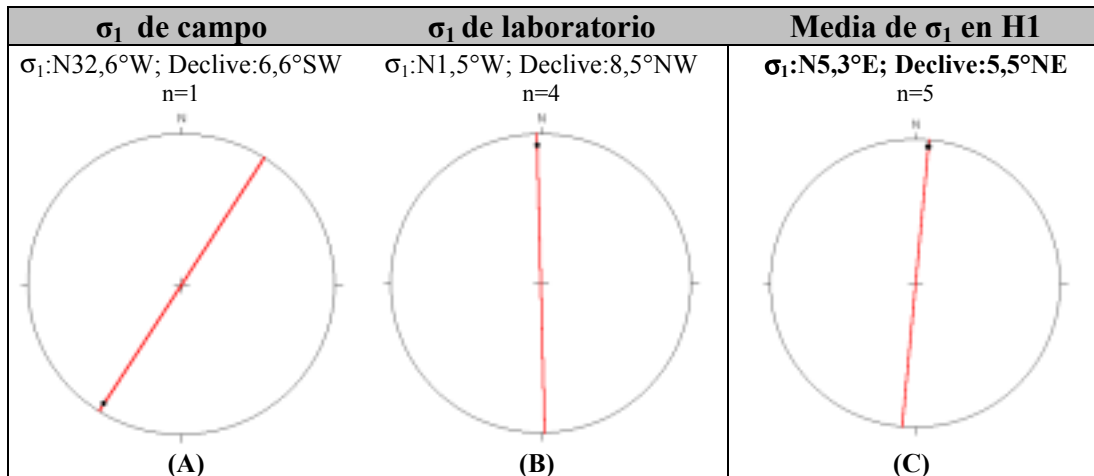 σ₁ de campo
σ₁ de laboratorio
Media de σ₁ en H1
σ₁:N32,6°W; Declive:6,6°SW
n=1
σ₁:N1,5°W; Declive:8,5°NW
n=4
σ₁:N5,3°E; Declive:5,5°NE
n=5
N
N
N
(A)
(B)
(C)